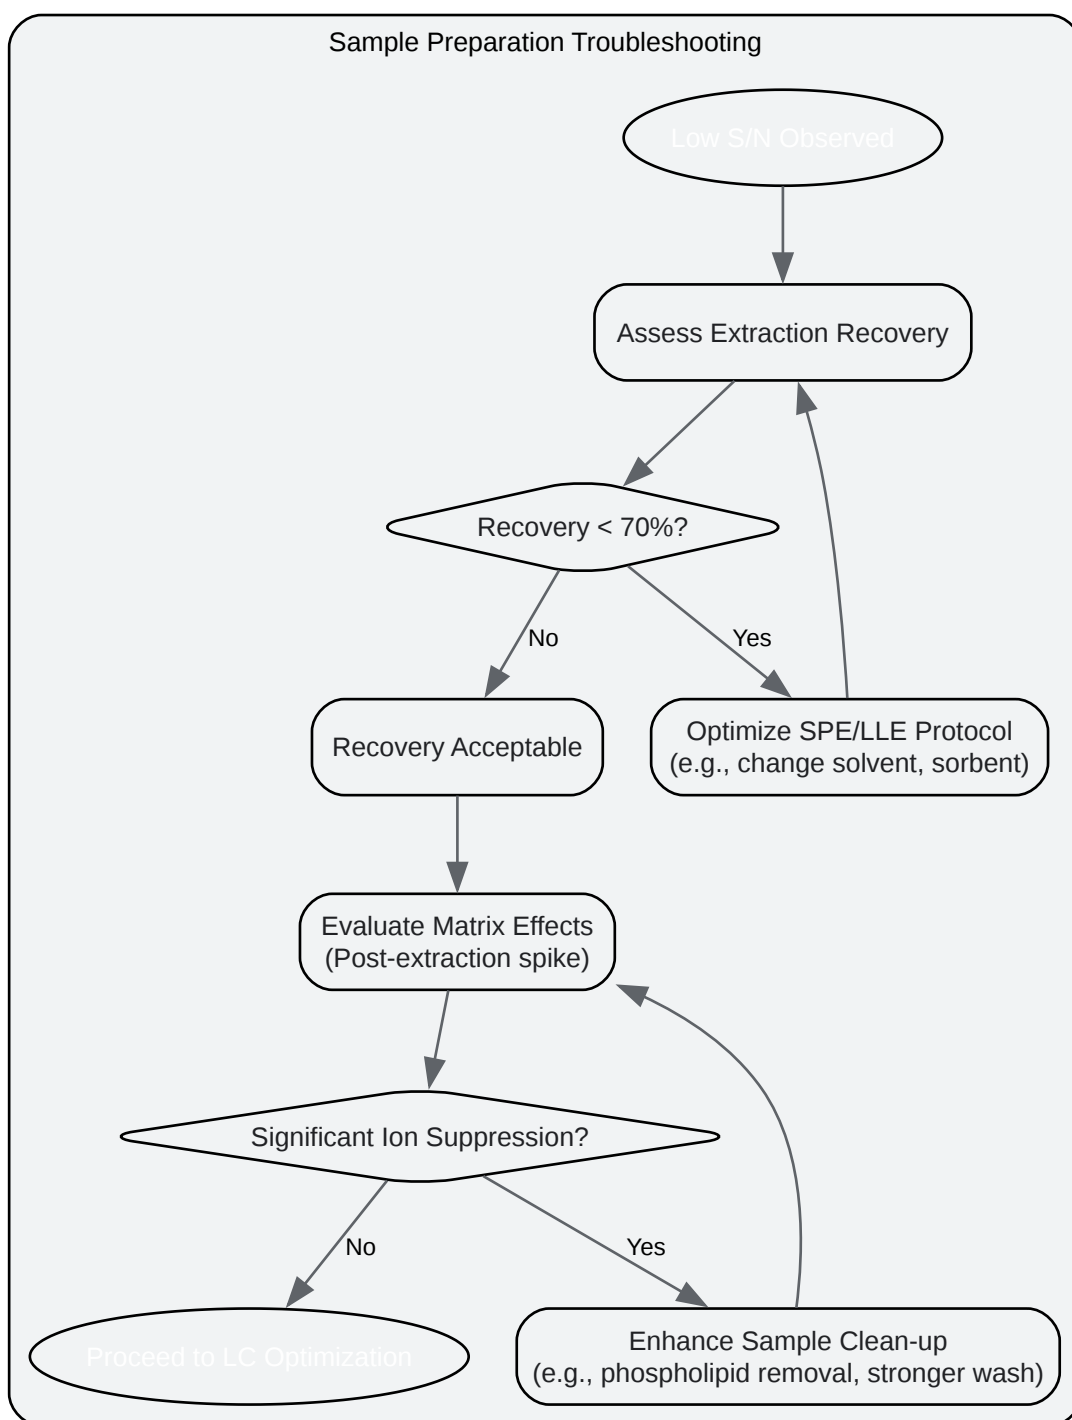 Sample Preparation Troubleshooting
Low S/N Observed
Assess Extraction Recovery
Recovery < 70%?
No
Yes
Recovery Acceptable
Optimize SPE/LLE Protocol
(e.g., change solvent, sorbent)
Evaluate Matrix Effects
(Post-extraction spike)
Significant Ion Suppression?
No
Yes
Proceed to LC Optimization
Enhance Sample Clean-up
(e.g., phospholipid removal, stronger wash)